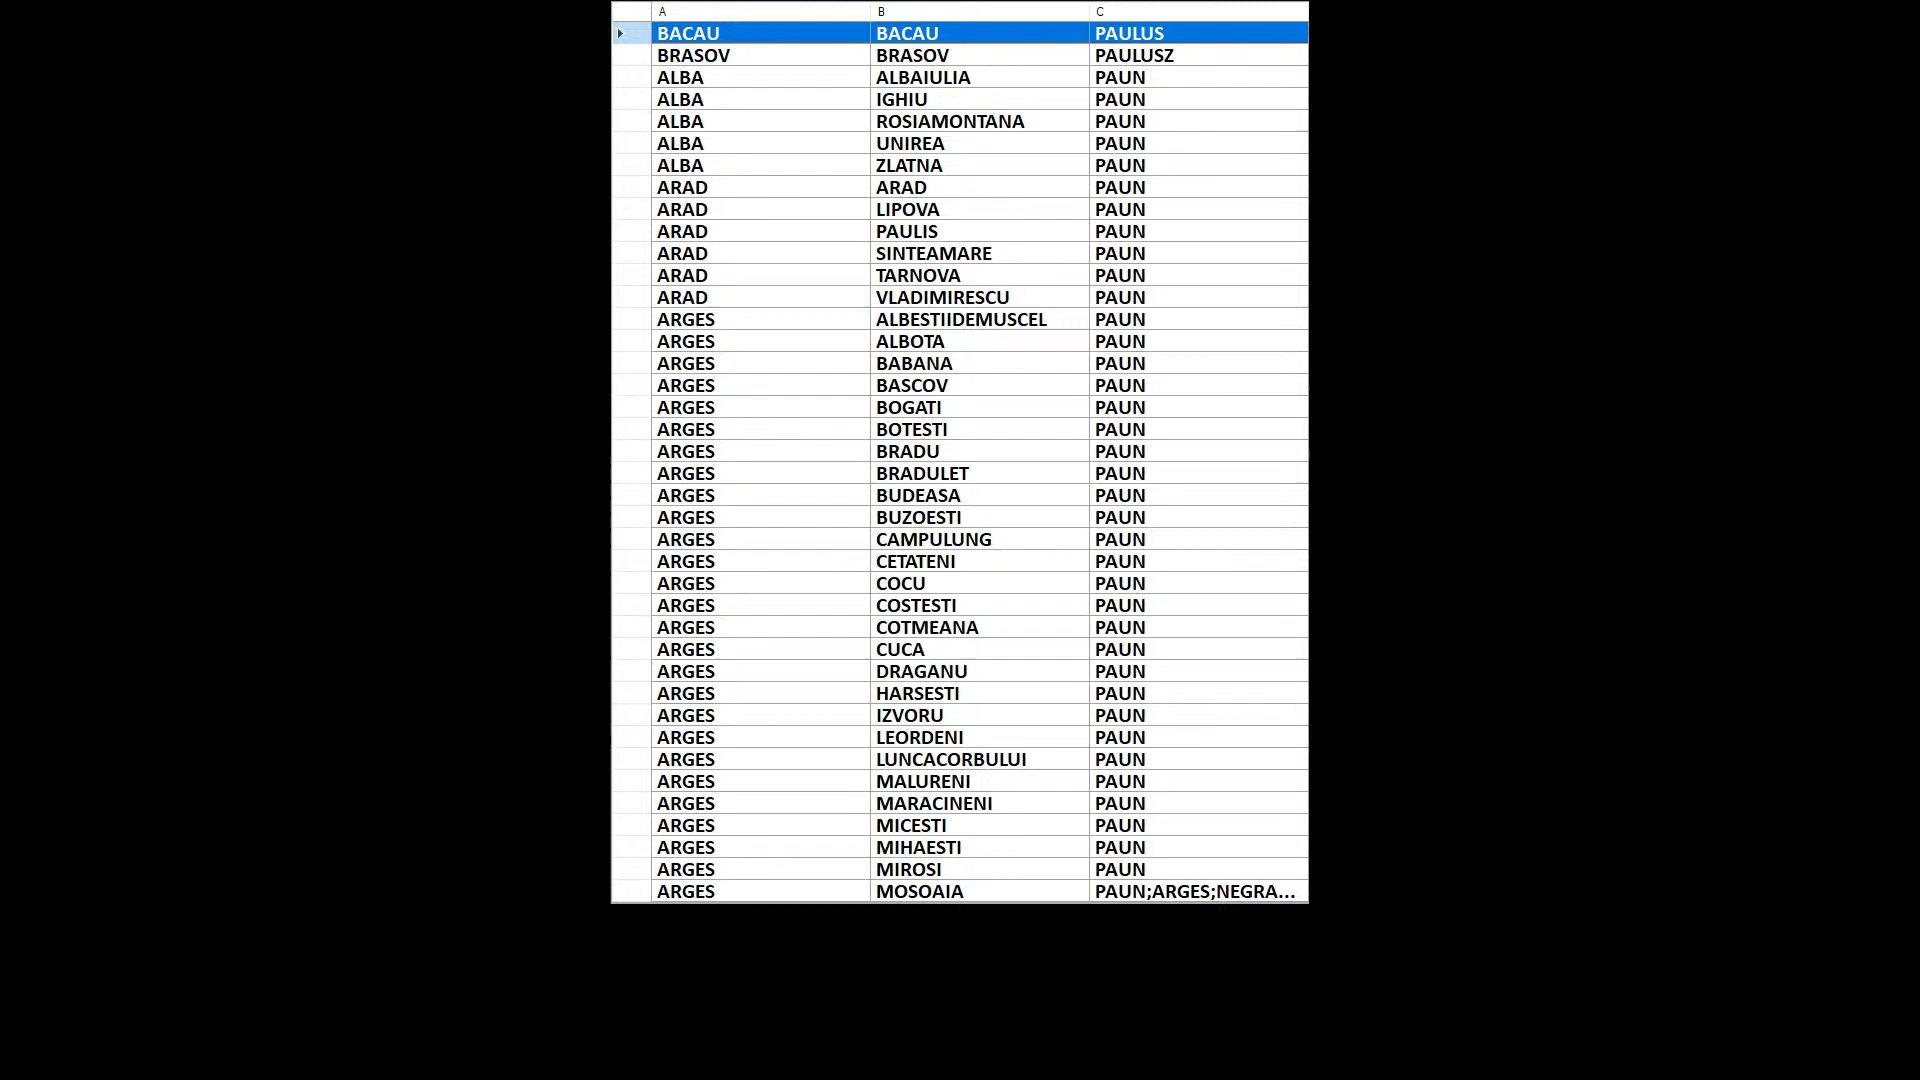 A B C
BACAU BACAU PAULUS
BRASOV BRASOV PAULUSZ
ALBA ALBAIULIA PAUN
ALBA IGHIU PAUN
ALBA ROSIAMONTANA PAUN
ALBA UNIREA PAUN
ALBA ZLATNA PAUN
ARAD ARAD PAUN
ARAD LIPOVA PAUN
ARAD PAULIS PAUN
ARAD SINTEAMARE PAUN
ARAD TARNOVA PAUN
ARAD VLADIMIRESCU PAUN
ARGES ALBESTIIDEMUSCEL PAUN
ARGES ALBOTA PAUN
ARGES BABANA PAUN
ARGES BASCOV PAUN
ARGES BOGATI PAUN
ARGES BOTESTI PAUN
ARGES BRADU PAUN
ARGES BRADULET PAUN
ARGES BUDEASA PAUN
ARGES BUZOESTI PAUN
ARGES CAMPULUNG PAUN
ARGES CETATENI PAUN
ARGES COCU PAUN
ARGES COSTESTI PAUN
ARGES COTMEANA PAUN
ARGES CUCA PAUN
ARGES DRAGANU PAUN
ARGES HARSESTI PAUN
ARGES IZVORU PAUN
ARGES LEORDENI PAUN
ARGES LUNCACORBULUI PAUN
ARGES MALURENI PAUN
ARGES MARACINENI PAUN
ARGES MICESTI PAUN
ARGES MIHAESTI PAUN
ARGES MIROSI PAUN
ARGES MOSOAIA PAUN;ARGES;NEGRA...